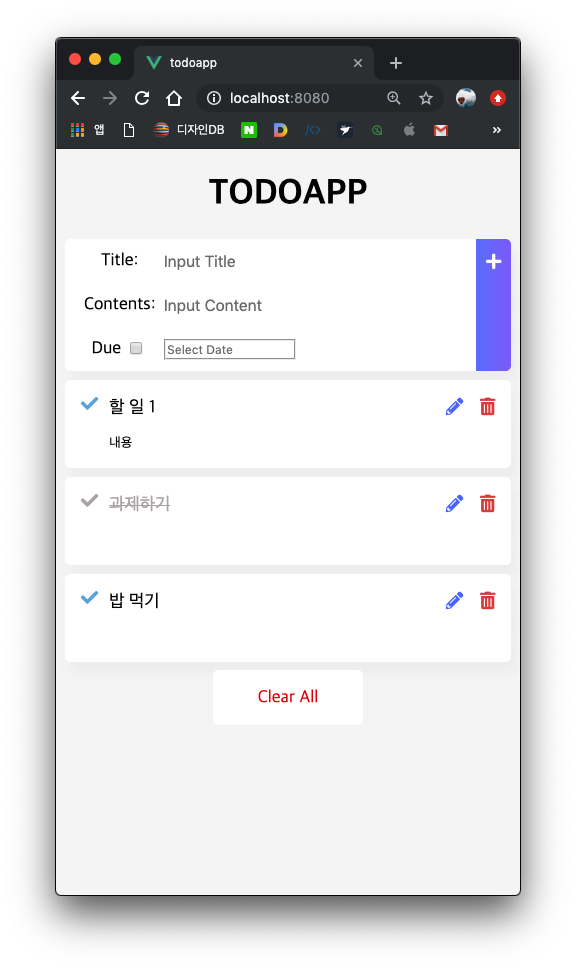 todoapp
localhost:8080
앱
디자인DB
TODOAPP
Title: Input Title
Contents: Input Content
Due Select Date
할 일 1
내용
과제하기
밥 먹기
Clear All